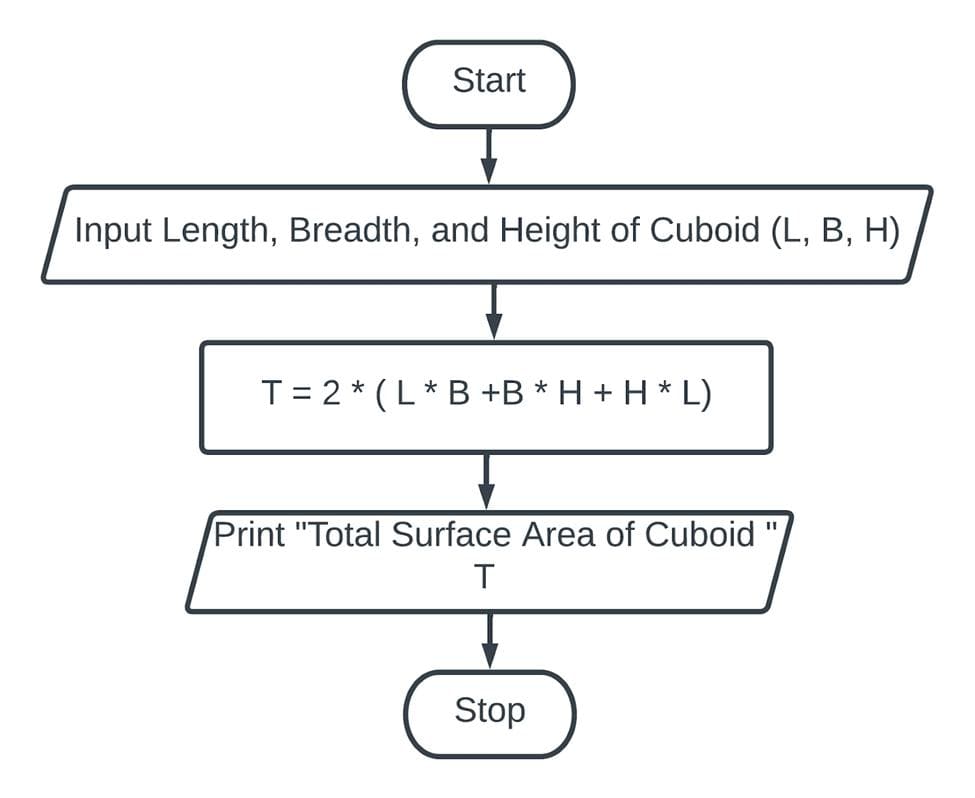 Start
Input Length, Breadth, and Height of Cuboid (L, B, H)
T = 2 * ( L * B +B * H + H * L)
Print "Total Surface Area of Cuboid "
T
Stop